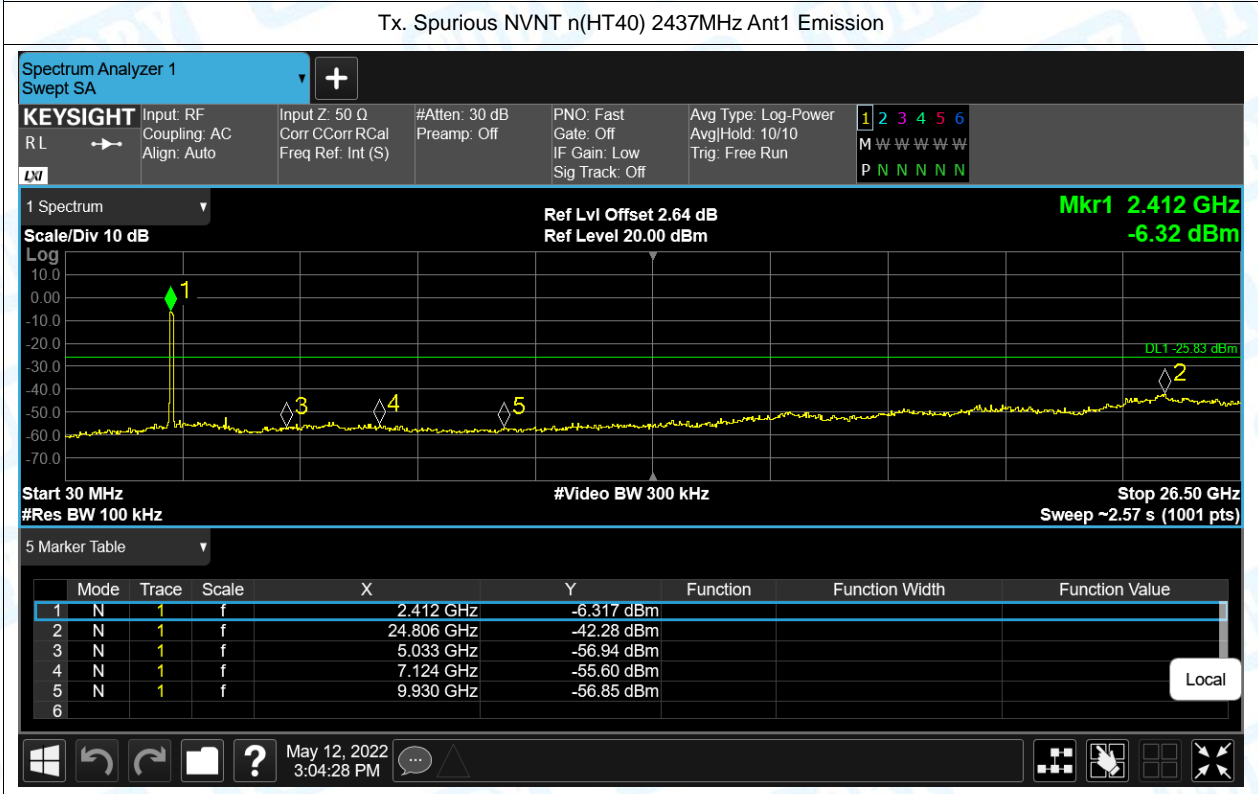 Tx. Spurious NVNT n(HT40) 2437MHz Ant1 Emission
Spectrum Analyzer 1
Swept SA
KEYSIGHT
R L
LXI
Input: RF
Coupling: AC
Align: Auto
Input Z: 50 Ω
Corr CCorr RCal
Freq Ref: Int (S)
#Atten: 30 dB
Preamp: Off
PNO: Fast
Gate: Off
IF Gain: Low
Sig Track: Off
Avg Type: Log-Power
Avg|Hold: 10/10
Trig: Free Run
1 2 3 4 5 6
M W W W W W
P N N N N N
1 Spectrum
Scale/Div 10 dB
Ref Lvl Offset 2.64 dB
Ref Level 20.00 dBm
Mkr1 2.412 GHz
-6.32 dBm
Log
10.0
0.00
-10.0
-20.0
-30.0
-40.0
-50.0
-60.0
-70.0
1
DL1 -25.83 dBm
2
3
4
5
Start 30 MHz
#Res BW 100 kHz
#Video BW 300 kHz
Stop 26.50 GHz
Sweep ~2.57 s (1001 pts)
5 Marker Table
Mode Trace Scale X Y Function Function Width Function Value
1 N 1 f 2.412 GHz -6.317 dBm
2 N 1 f 24.806 GHz -42.28 dBm
3 N 1 f 5.033 GHz -56.94 dBm
4 N 1 f 7.124 GHz -55.60 dBm
5 N 1 f 9.930 GHz -56.85 dBm
6
Local
?
May 12, 2022
3:04:28 PM